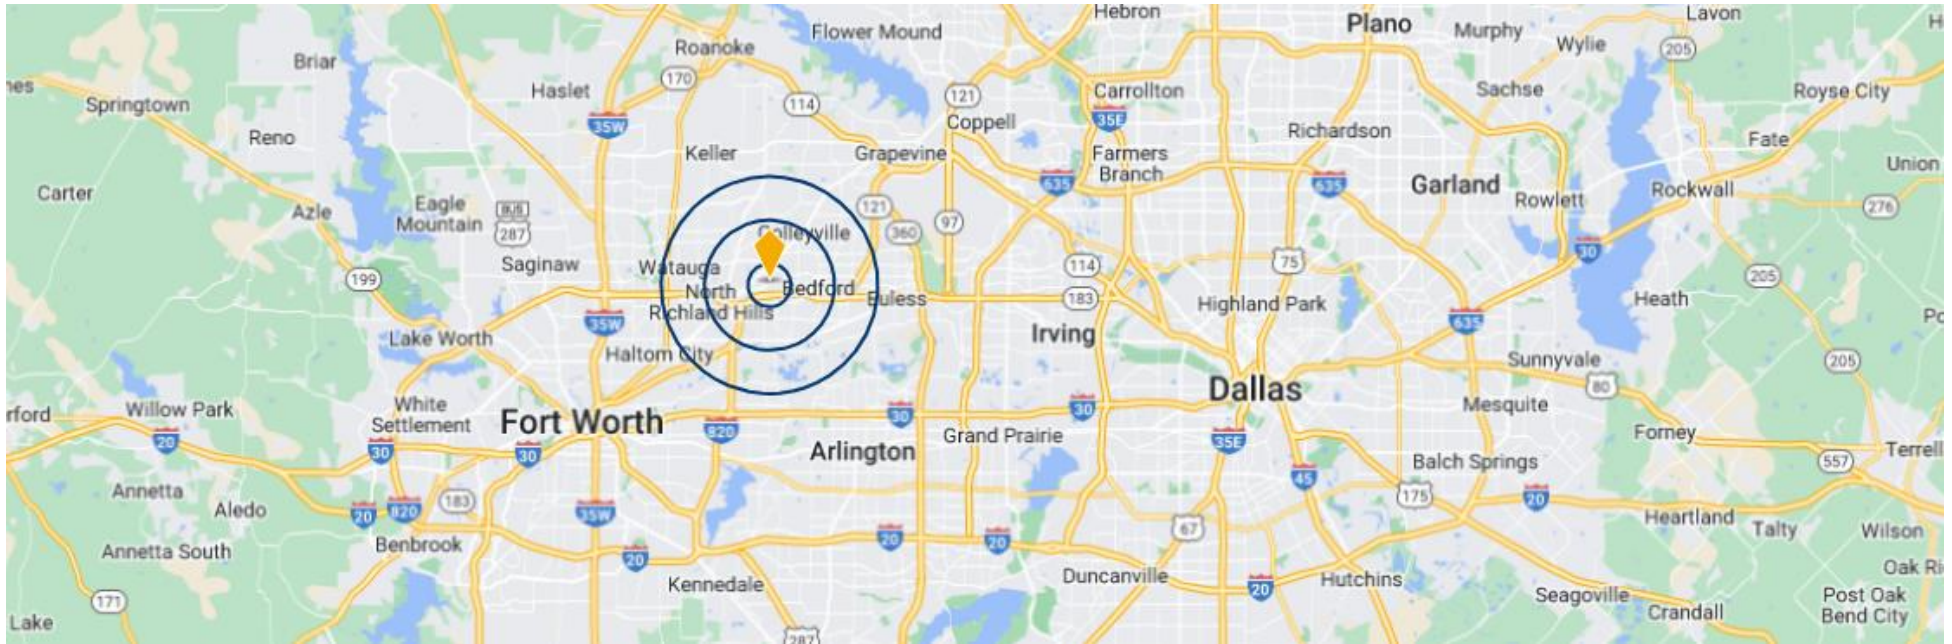 Hebron
Plano
Lavon
Flower Mound
Murphy
Wylie
205
Roanoke
Briar
170
Haslet
121
Carrollton
Sachse
Royse City
Springtown
114
35W
Coppell
35E
Richardson
Fate
Reno
Keller
Grapevine
Farmers
Branch
Union
635
635
Garland
Rockwall
Carter
Rowlett
Azle
Eagle
Mountain
BUS
287
121
97
360
276
Colleyville
30
Saginaw
Watauga
114
75
205
199
North
Richland Hills
Bedford
Euless
183
Highland Park
Heath
35W
635
Lake Worth
Irving
Haltom City
Sunnyvale
205
80
Dallas
White
Settlement
Willow Park
Fort Worth
820
30
30
Mesquite
20
30
30
Arlington
Grand Prairie
35E
Forney
Terrell
Balch Springs
557
45
Annetta
Aledo
183
175
20
20
820
35W
67
Heartland
Talty
Wilson
Annetta South
Benbrook
20
20
20
Kennedale
Duncanville
20
Hutchins
Seagoville
Post Oak
Bend City
171
Lake
Crandall
287